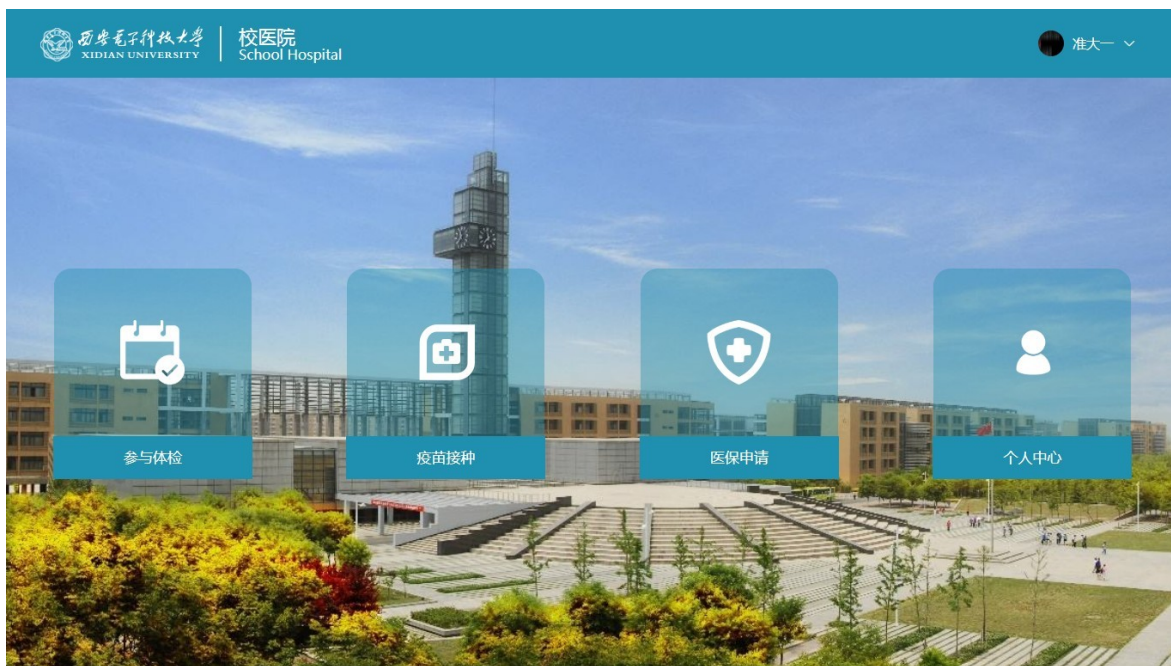 西安电子科技大学
XIDIAN UNIVERSITY
校医院
School Hospital
准大一
参与体检
疫苗接种
医保申请
个人中心